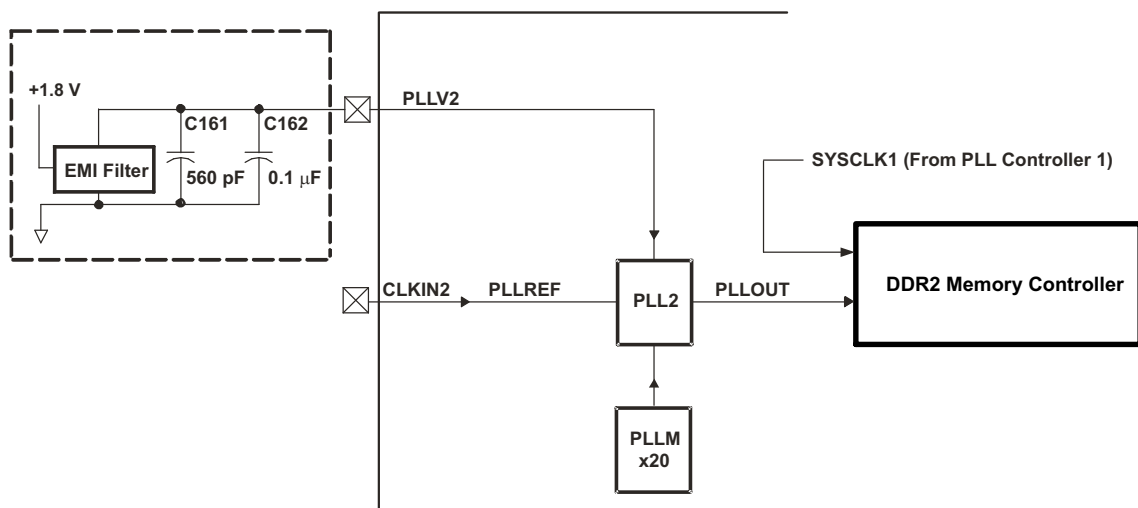 +1.8 V
PLLV2
C161
C162
EMI Filter
560 pF
0.1 μF
SYSCLK1 (From PLL Controller 1)
CLKIN2
PLLREF
PLL2
PLLOUT
DDR2 Memory Controller
PLLM
x20